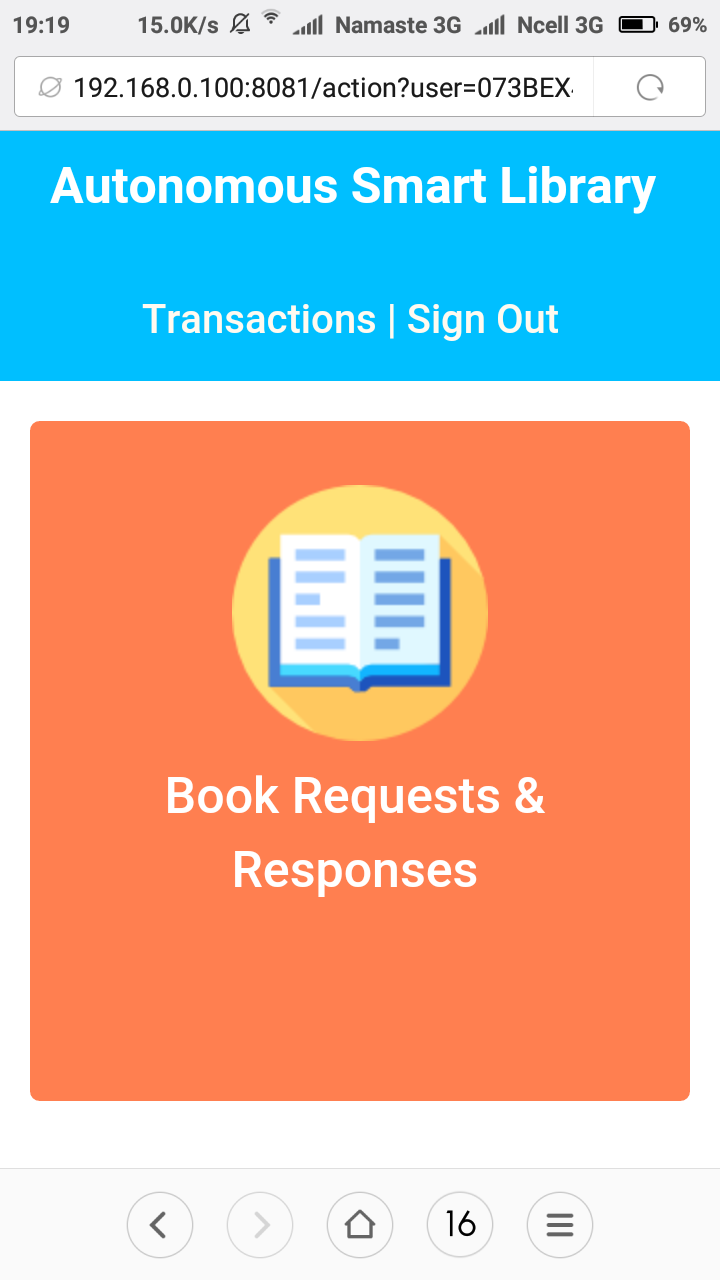 19:19 15.0K/s Namaste 3G Ncell 3G 69%
192.168.0.100:8081/action?user=073BEX
Autonomous Smart Library
Transactions | Sign Out
Book Requests &
Responses
16